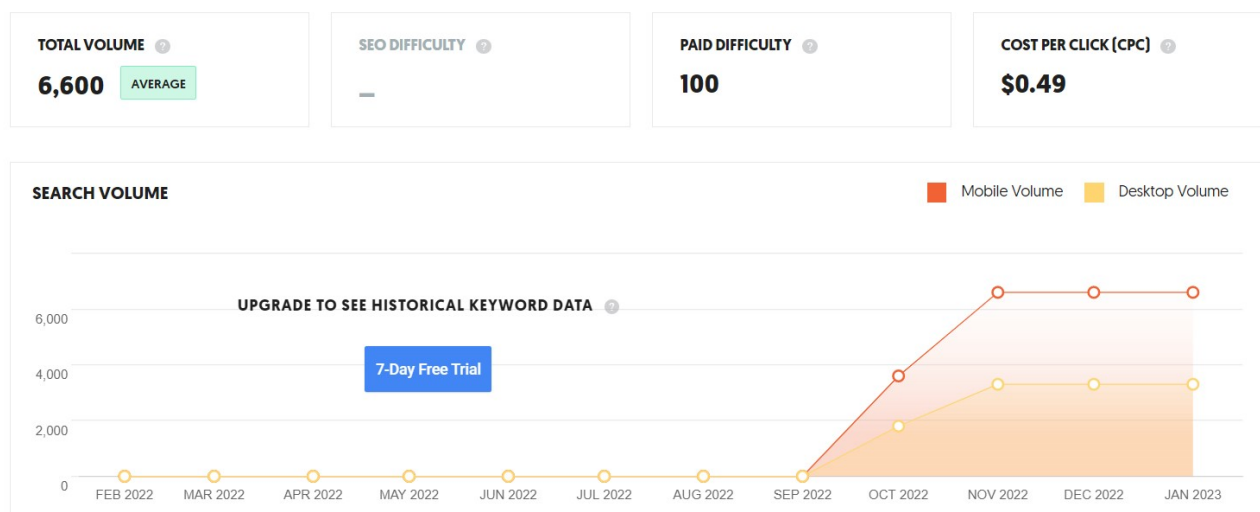 TOTAL VOLUME ?
6,600 AVERAGE
SEO DIFFICULTY ?
–
PAID DIFFICULTY ?
100
COST PER CLICK (CPC) ?
$0.49
SEARCH VOLUME
Mobile Volume Desktop Volume
UPGRADE TO SEE HISTORICAL KEYWORD DATA ?
7-Day Free Trial
6,000
4,000
2,000
0
FEB 2022 MAR 2022 APR 2022 MAY 2022 JUN 2022 JUL 2022 AUG 2022 SEP 2022 OCT 2022 NOV 2022 DEC 2022 JAN 2023